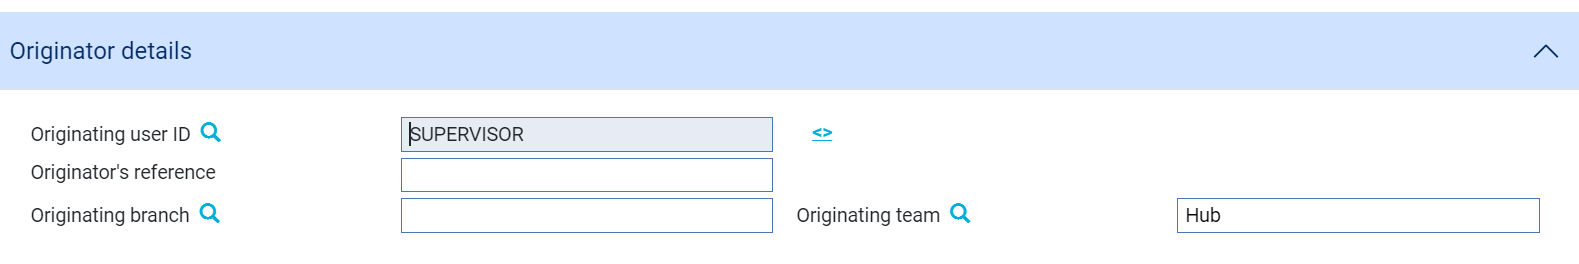 Originator details
Originating user ID SUPERVISOR <>
Originator's reference
Originating branch Originating team Hub